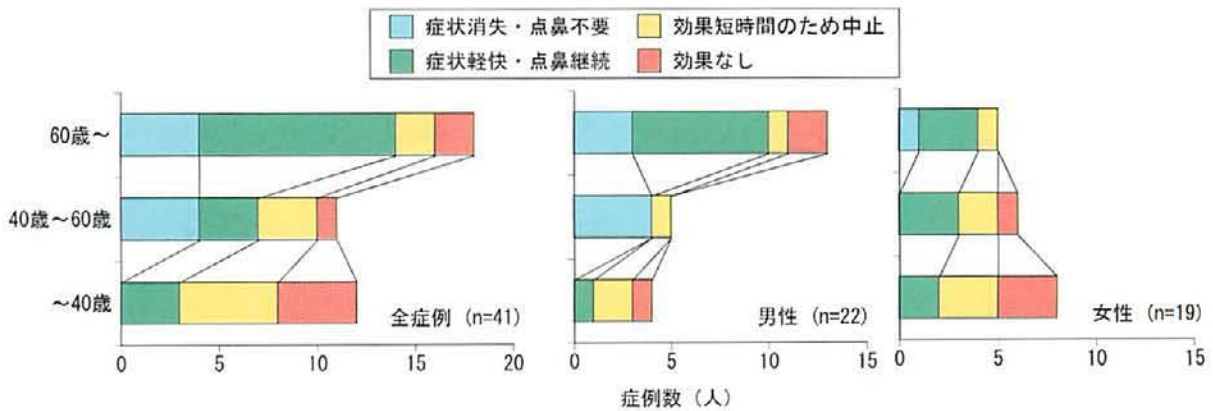 症状消失・点鼻不要 効果短時間のため中止
症状軽快・点鼻継続 効果なし
60歳～
40歳～60歳
～40歳
全症例 (n=41)
男性 (n=22)
女性 (n=19)
0 5 10 15 20
0 5 10 15
0 5 10 15
症例数（人）